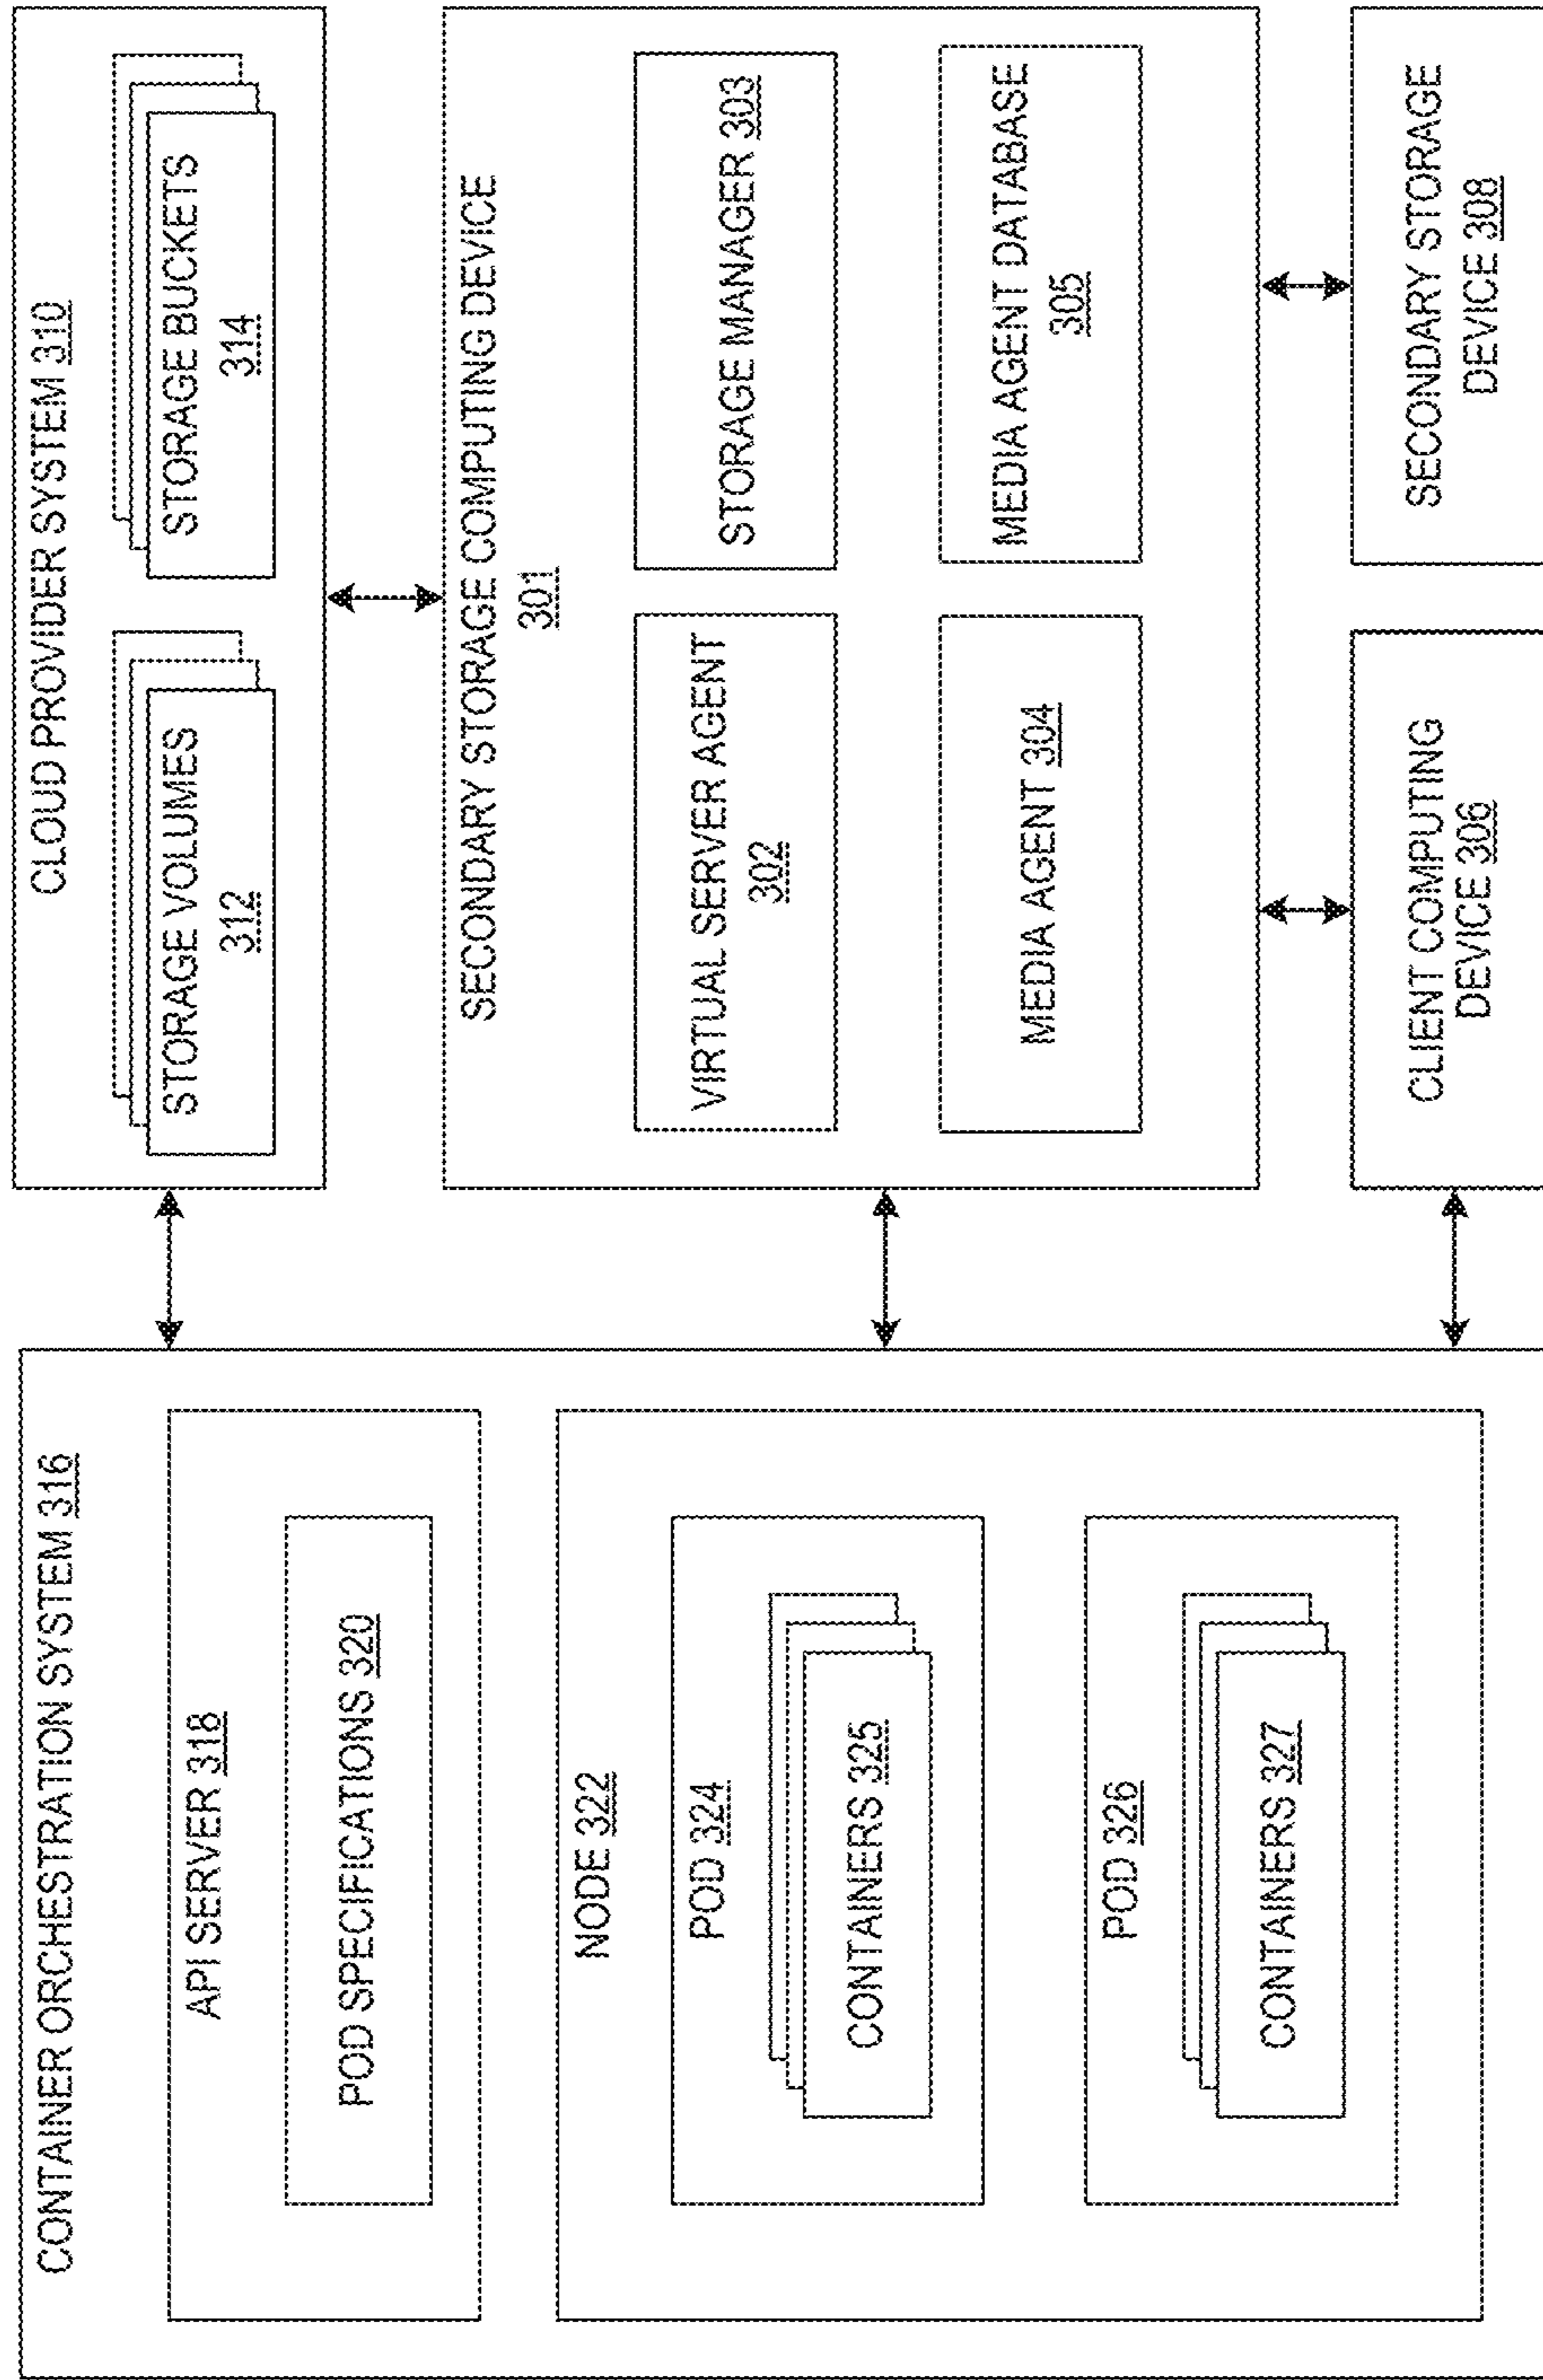 CONTAINER ORCHESTRATION SYSTEM 316
API SERVER 318
POD SPECIFICATIONS 320
NODE 322
POD 324
CONTAINERS 325
POD 326
CONTAINERS 327
CLOUD PROVIDER SYSTEM 310
STORAGE VOLUMES
312
STORAGE BUCKETS
314
SECONDARY STORAGE COMPUTING DEVICE
301
VIRTUAL SERVER AGENT
302
STORAGE MANAGER 303
MEDIA AGENT 304
MEDIA AGENT DATABASE
305
CLIENT COMPUTING
DEVICE 306
SECONDARY STORAGE
DEVICE 308